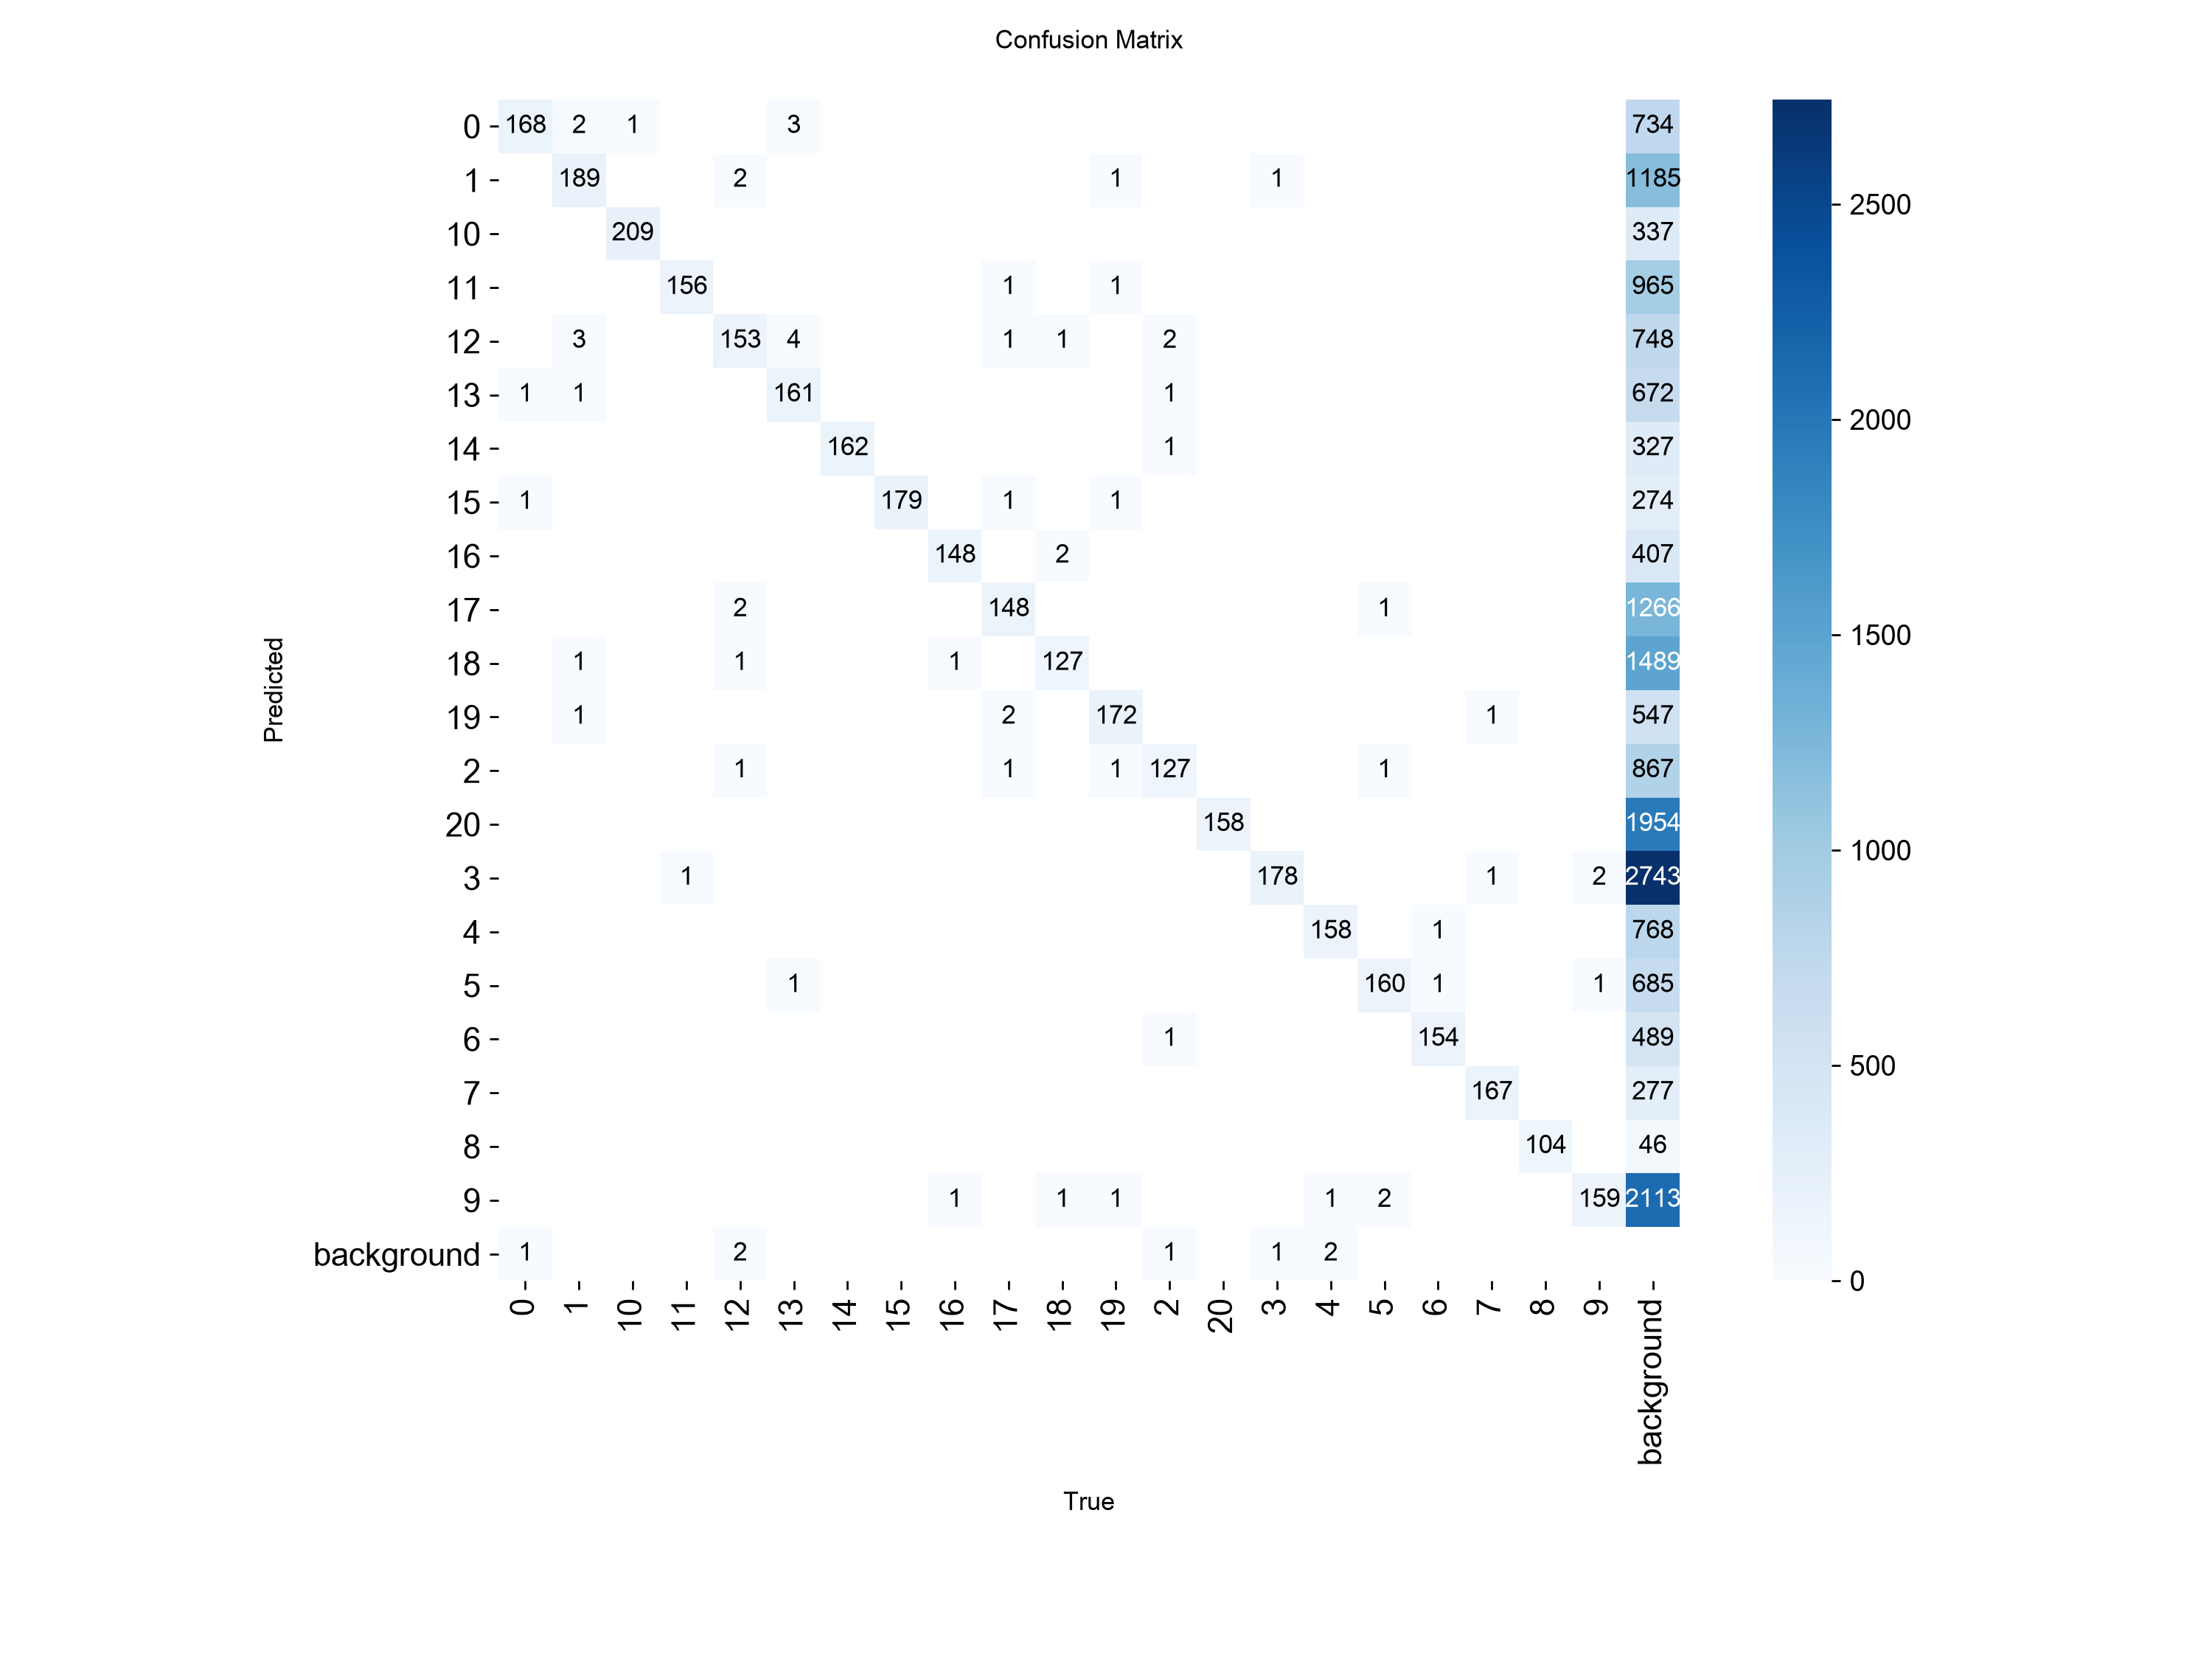 Confusion Matrix
0 168 2 1 3 734
1 189 2 1 1 1185
10 209 337
11 156 1 1 965
12 3 153 4 1 1 2 748
13 1 1 161 1 672
14 162 1 327
15 1 179 1 1 274
16 148 2 407
17 2 148 1 1266
18 1 1 1 127 1489
19 1 2 172 1 547
2 1 1 1 127 1 867
20 158 1954
3 1 178 1 2 2743
4 158 1 768
5 1 160 1 1 685
6 1 154 489
7 167 277
8 104 46
9 1 1 1 1 2 159 2113
background 1 2 1 1 2
0 1 10 11 12 13 14 15 16 17 18 19 2 20 3 4 5 6 7 8 9 background
True
Predicted
2500
2000
1500
1000
500
0